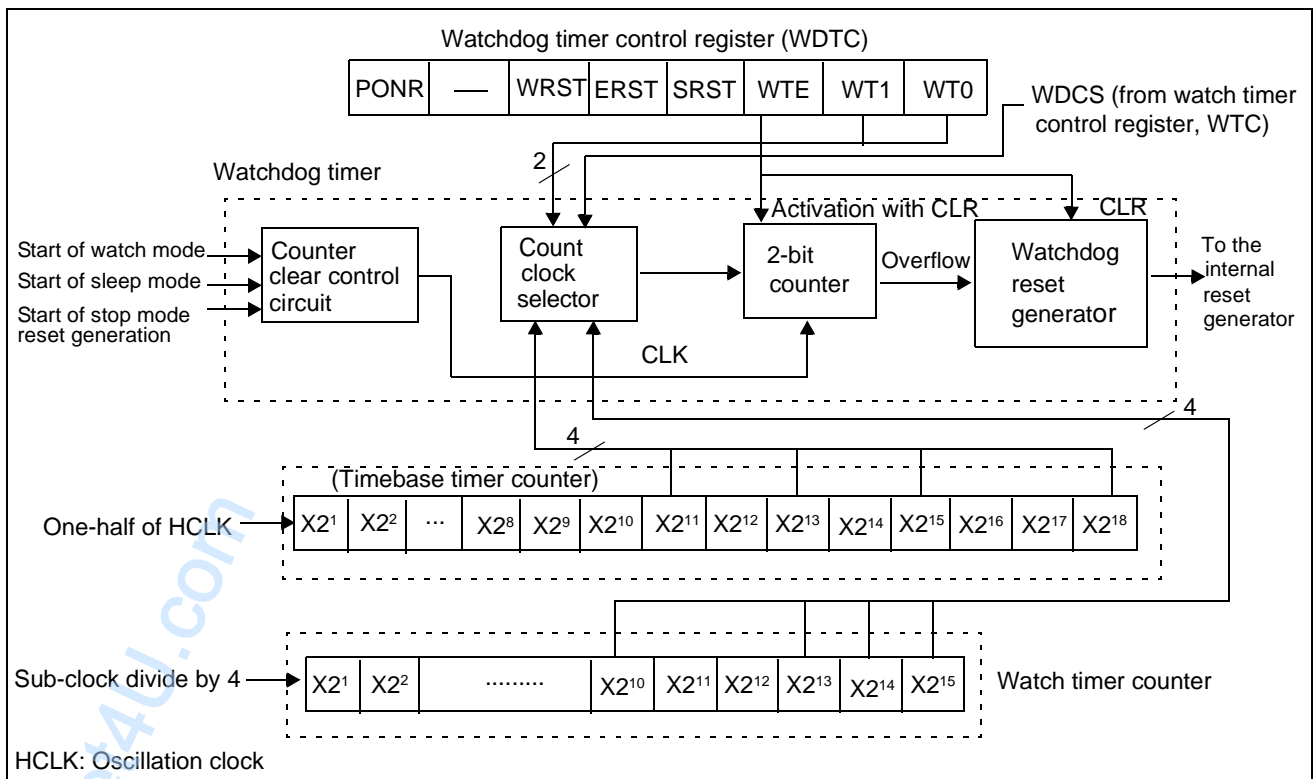 Watchdog timer control register (WDTC)
PONR — WRST ERST SRST WTE WT1 WT0
WDCS (from watch timer
control register, WTC)
2
Watchdog timer
Activation with CLR
CLR
Start of watch mode
Start of sleep mode
Start of stop mode
reset generation
Counter
clear control
circuit
Count
clock
selector
2-bit
counter
Overflow
Watchdog
reset
generator
To the
internal
reset
generator
CLK
4
4
(Timebase timer counter)
One-half of HCLK
X2¹ X2² ... X2⁸ X2⁹ X2¹⁰ X2¹¹ X2¹² X2¹³ X2¹⁴ X2¹⁵ X2¹⁶ X2¹⁷ X2¹⁸
Sub-clock divide by 4
X2¹ X2² ......... X2¹⁰ X2¹¹ X2¹² X2¹³ X2¹⁴ X2¹⁵
Watch timer counter
HCLK: Oscillation clock
et4U.com